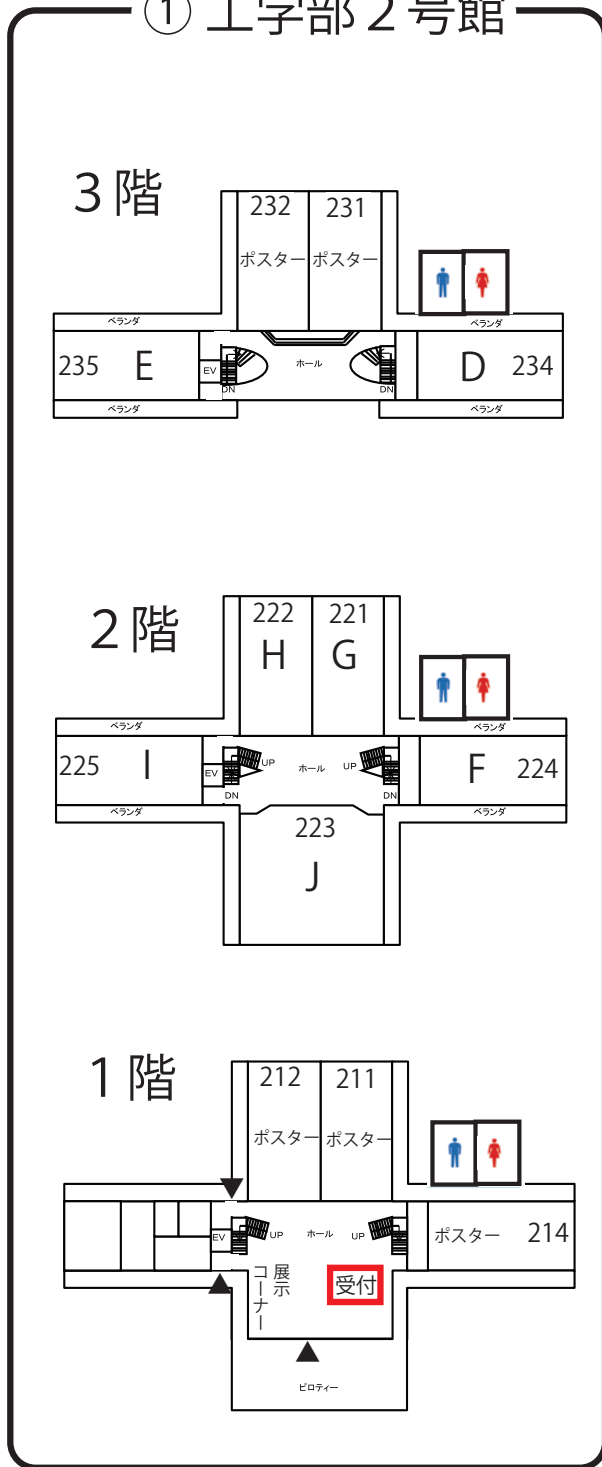 ① 工学部２号館
３階
232 231
ポスター ポスター
ベランダ ベランダ
235 E EV ホール D 234
DN DN
ベランダ ベランダ
２階
222 221
H G
ベランダ ベランダ
225 I EV UP ホール UP F 224
DN DN
ベランダ ベランダ
223
J
１階
212 211
ポスター ポスター
EV UP ホール UP ポスター 214
展示
コーナー
受付
ピロティー